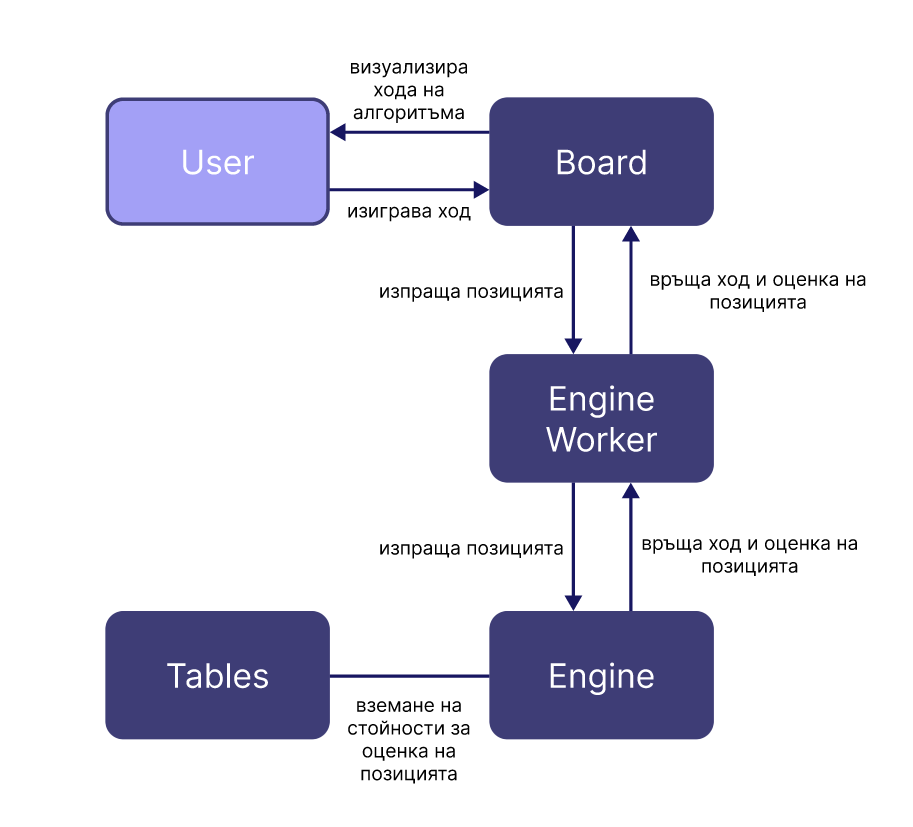 визуализира
хода на
алгоритъма
User
Board
изиграва ход
изпраща позицията
връща ход и оценка на
позицията
Engine
Worker
изпраща позицията
връща ход и оценка на
позицията
Tables
Engine
вземане на
стойности за
оценка на
позицията